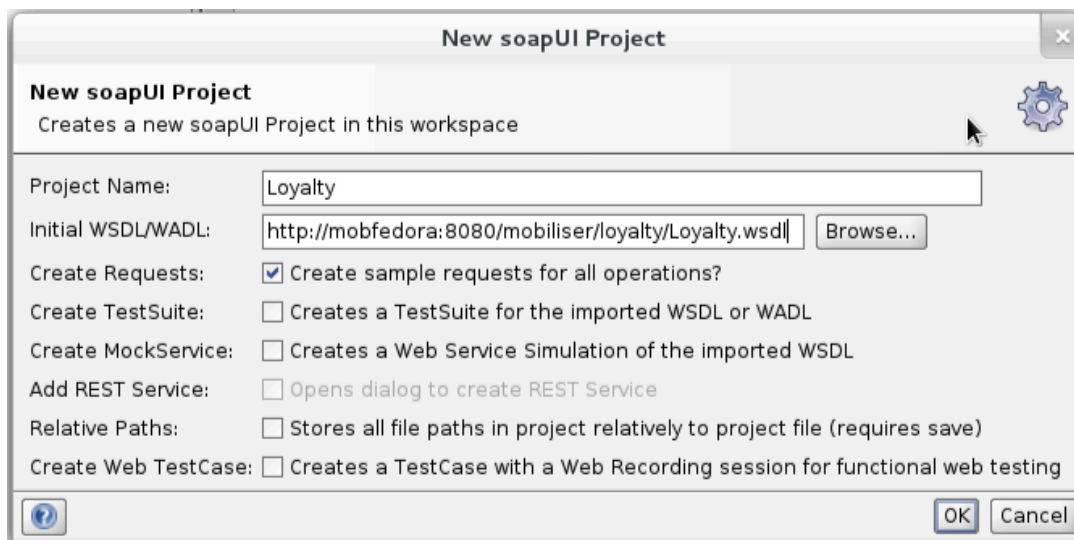 New soapUI Project
New soapUI Project
Creates a new soapUI Project in this workspace
Project Name: Loyalty
Initial WSDL/WADL: http://mobfedora:8080/mobiliser/loyalty/Loyalty.wsdl Browse...
Create Requests: Create sample requests for all operations?
Create TestSuite: Creates a TestSuite for the imported WSDL or WADL
Create MockService: Creates a Web Service Simulation of the imported WSDL
Add REST Service: Opens dialog to create REST Service
Relative Paths: Stores all file paths in project relatively to project file (requires save)
Create Web TestCase: Creates a TestCase with a Web Recording session for functional web testing
OK Cancel